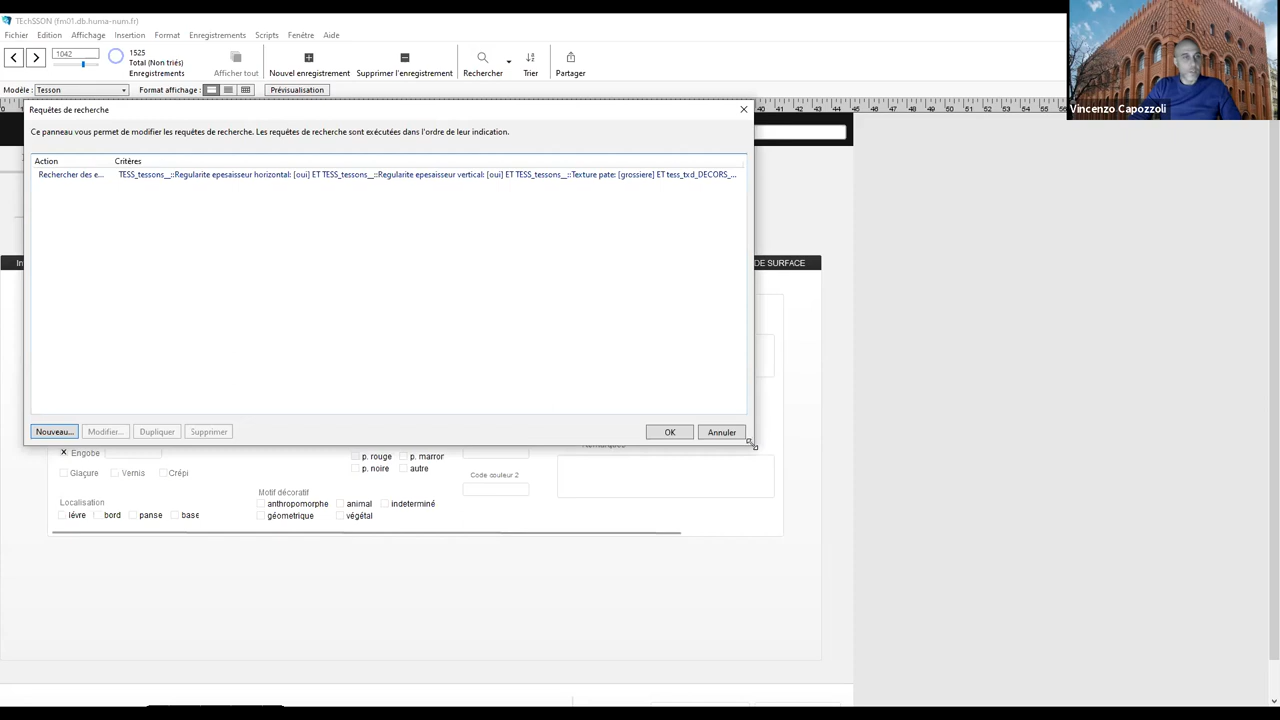 TEchSSON (fm01.db.huma-num.fr)
Fichier Edition Affichage Insertion Format Enregistrements Scripts Fenêtre Aide
1042
1525
Total (Non triés)
Enregistrements
Afficher tout
Nouvel enregistrement
Supprimer l'enregistrement
Rechercher
Trier
Partager
Modèle : Tesson
Format affichage :
Prévisualisation
Vincenzo Capozzoli
Requêtes de recherche
Ce panneau vous permet de modifier les requêtes de recherche. Les requêtes de recherche sont exécutées dans l'ordre de leur indication.
Action Critères
Rechercher des e... TESS_tessons__::Regularite epesaisseur horizontal: [oui] ET TESS_tessons__::Regularite epesaisseur vertical: [oui] ET TESS_tessons__::Texture pate: [grossiere] ET tess_txd_DECORS_...
DE SURFACE
Nouveau... Modifier... Dupliquer Supprimer OK Annuler
Engobe
p. rouge p. marron
Glaçure Vernis Crépi
p. noire autre
Code couleur 2
Motif décoratif
Localisation
anthropomorphe animal indeterminé
lévre bord panse base
géometrique végétal